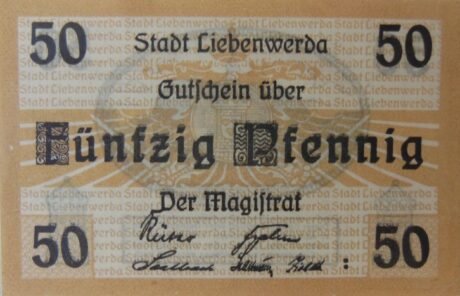 50 Stadt Liebenwerda 50
Gutschein über
Fünfzig Pfennig
Der Magistrat
50 50